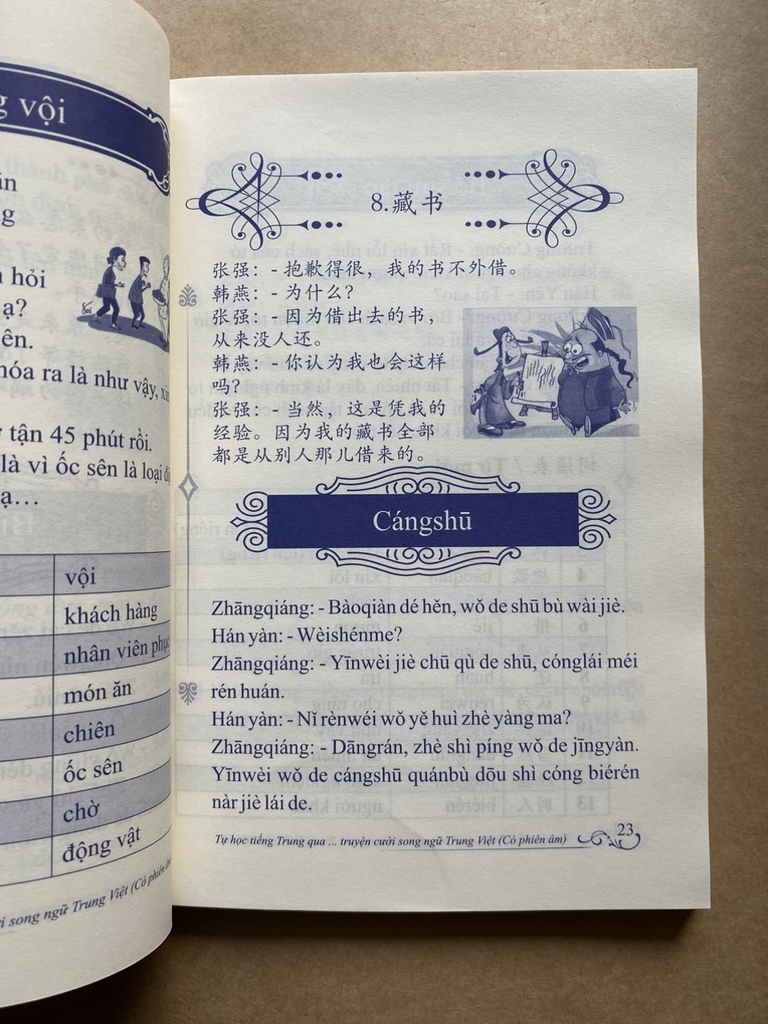 vội
hỏi
ạ?
ên.
hóa ra là như vậy,
tận 45 phút rồi.
là vì ốc sên là loại
ạ…
vội
khách hàng
nhân viên phục
món ăn
chiên
ốc sên
chờ
động vật
song ngữ Trung Việt (Có phiên âm)
8.藏书
张强：- 抱歉得很，我的书不外借。
韩燕：- 为什么？
张强：- 因为借出去的书，
从来没人还。
韩燕：- 你认为我也会这样
吗？
张强：- 当然，这是凭我的
经验。因为我的藏书全部
都是从别人那儿借来的。
Cángshū
Zhāngqiáng: - Bàoqiàn dé hěn, wǒ de shū bù wài jiè.
Hán yàn: - Wèishénme?
Zhāngqiáng: - Yīnwèi jiè chū qù de shū, cónglái méi
rén huán.
Hán yàn: - Nǐ rènwéi wǒ yě huì zhè yàng ma?
Zhāngqiáng: - Dāngrán, zhè shì píng wǒ de jīngyàn.
Yīnwèi wǒ de cángshū quánbù dōu shì cóng biérén
nàr jiè lái de.
Tự học tiếng Trung qua ... truyện cười song ngữ Trung Việt (Có phiên âm)
23